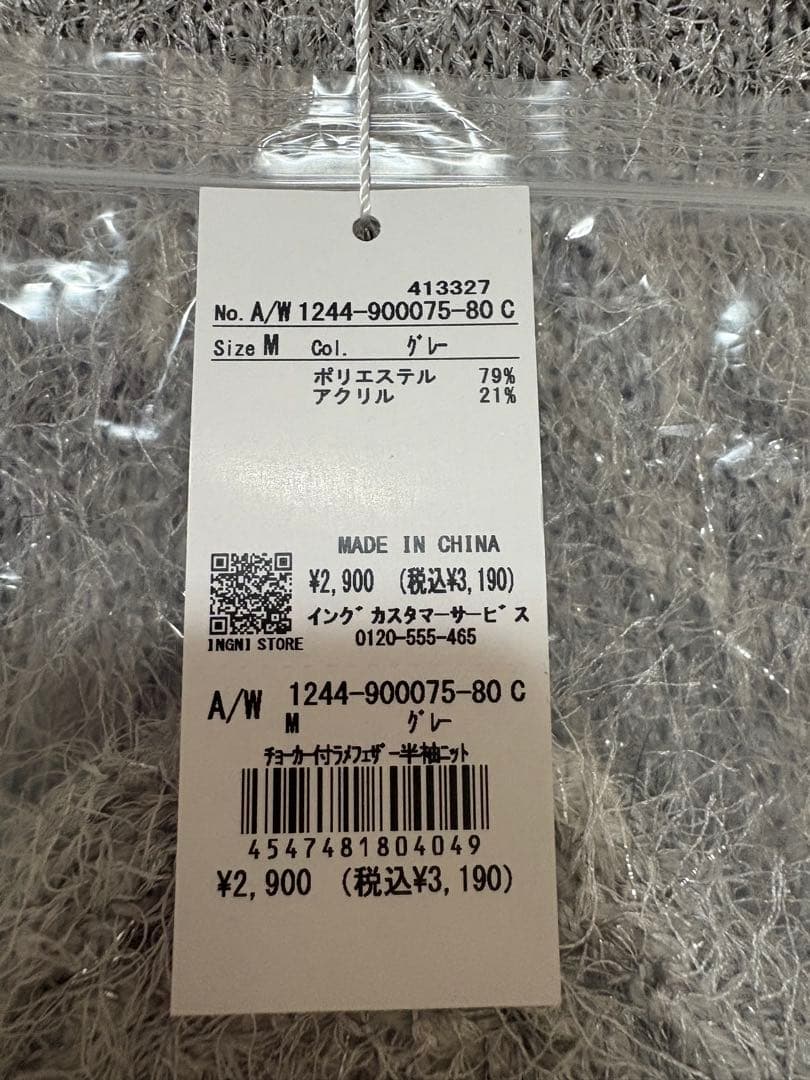 413327
No. A/W 1244-900075-80 C
Size M Col. グレー
ポリエステル 79%
アクリル 21%
MADE IN CHINA
¥2,900 (税込¥3,190)
イングカスタマーサービス
INGNI STORE 0120-555-465
A/W 1244-900075-80 C
M グレー
チョーカー付ラメフェザー半袖ニット
4547481804049
¥2,900 (税込¥3,190)